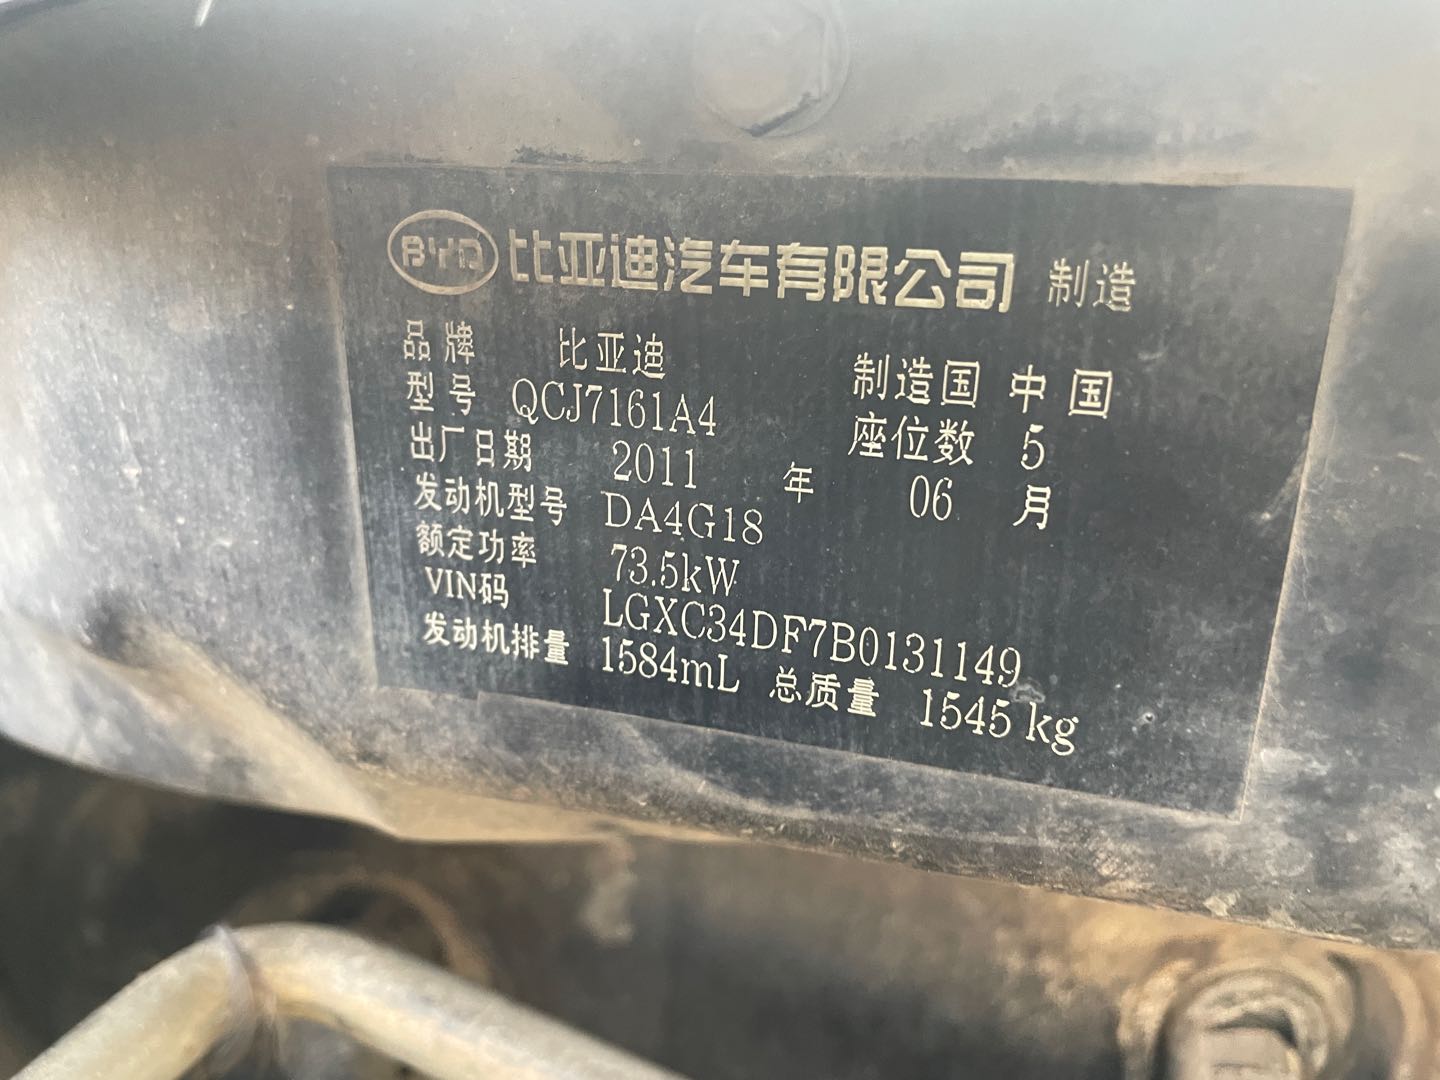 BYD 比亚迪汽车有限公司 制造
品牌 比亚迪 制造国 中国
型号 QCJ7161A4 座位数 5
出厂日期 2011 年 06 月
发动机型号 DA4G18
额定功率 73.5kW
VIN码 LGXC34DF7B0131149
发动机排量 1584mL 总质量 1545kg